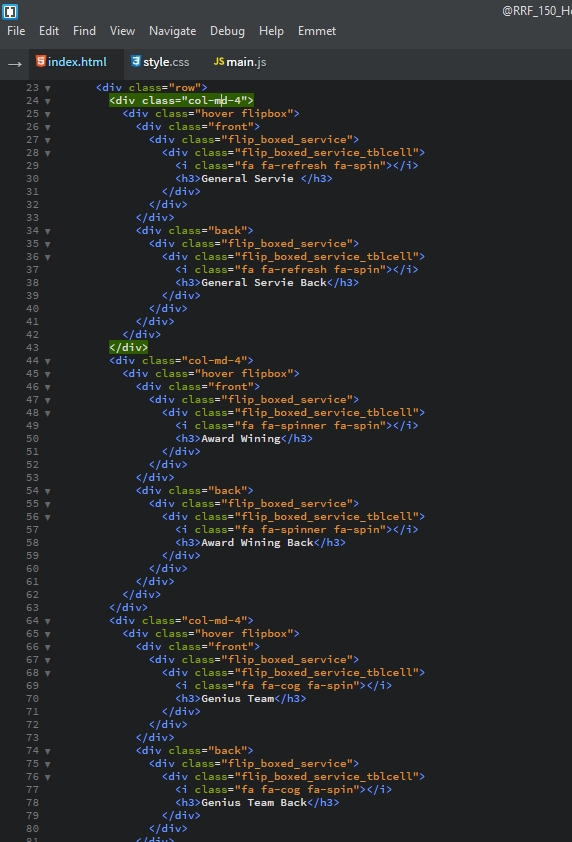 @RRF_150_He
File Edit Find View Navigate Debug Help Emmet
→ index.html style.css JS main.js
23 ▼ <div class="row">
24 ▼ <div class="col-md-4">
25 ▼ <div class="hover flipbox">
26 ▼ <div class="front">
27 ▼ <div class="flip_boxed_service">
28 ▼ <div class="flip_boxed_service_tblcell">
29 <i class="fa fa-refresh fa-spin"></i>
30 <h3>General Servie </h3>
31 </div>
32 </div>
33 </div>
34 ▼ <div class="back">
35 ▼ <div class="flip_boxed_service">
36 ▼ <div class="flip_boxed_service_tblcell">
37 <i class="fa fa-refresh fa-spin"></i>
38 <h3>General Servie Back</h3>
39 </div>
40 </div>
41 </div>
42 </div>
43 </div>
44 ▼ <div class="col-md-4">
45 ▼ <div class="hover flipbox">
46 ▼ <div class="front">
47 ▼ <div class="flip_boxed_service">
48 ▼ <div class="flip_boxed_service_tblcell">
49 <i class="fa fa-spinner fa-spin"></i>
50 <h3>Award Wining</h3>
51 </div>
52 </div>
53 </div>
54 ▼ <div class="back">
55 ▼ <div class="flip_boxed_service">
56 ▼ <div class="flip_boxed_service_tblcell">
57 <i class="fa fa-spinner fa-spin"></i>
58 <h3>Award Wining Back</h3>
59 </div>
60 </div>
61 </div>
62 </div>
63 </div>
64 ▼ <div class="col-md-4">
65 ▼ <div class="hover flipbox">
66 ▼ <div class="front">
67 ▼ <div class="flip_boxed_service">
68 ▼ <div class="flip_boxed_service_tblcell">
69 <i class="fa fa-cog fa-spin"></i>
70 <h3>Genius Team</h3>
71 </div>
72 </div>
73 </div>
74 ▼ <div class="back">
75 ▼ <div class="flip_boxed_service">
76 ▼ <div class="flip_boxed_service_tblcell">
77 <i class="fa fa-cog fa-spin"></i>
78 <h3>Genius Team Back</h3>
79 </div>
80 </div>
81 </div>